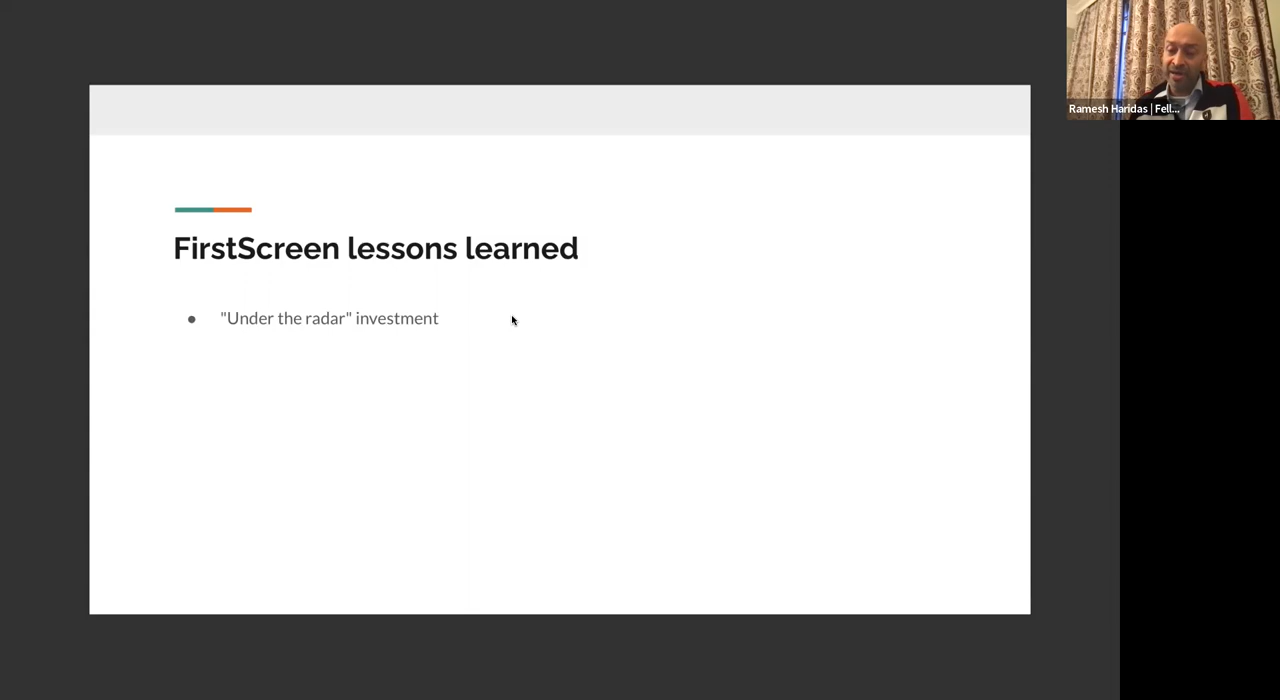 Ramesh Haridas | Fell...
FirstScreen lessons learned
● "Under the radar" investment